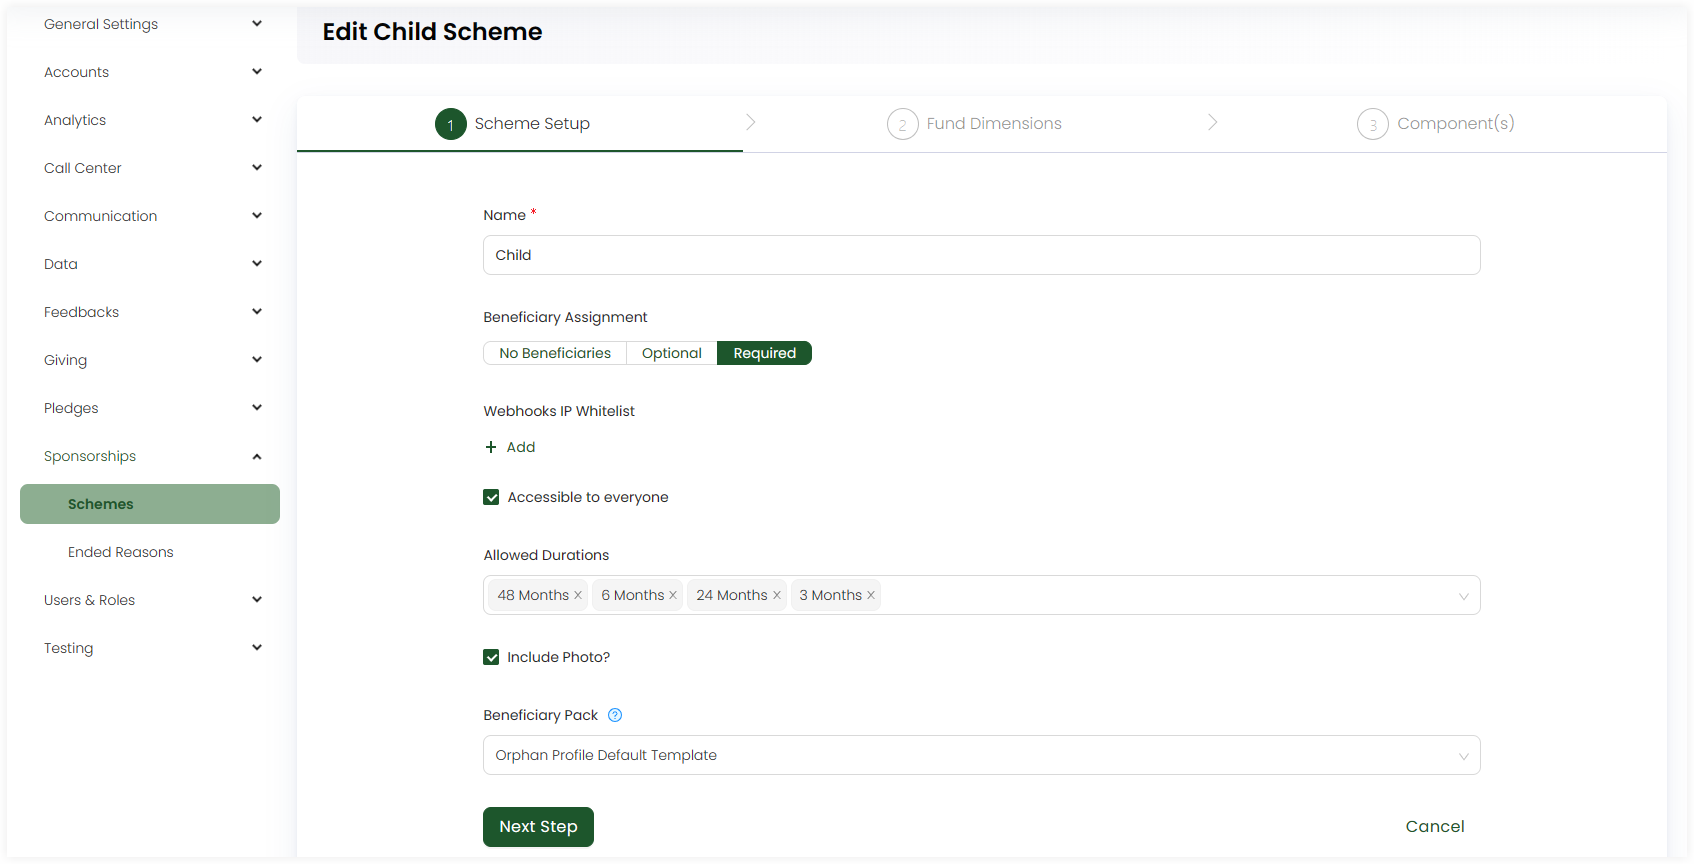 General Settings
Accounts
Analytics
Call Center
Communication
Data
Feedbacks
Giving
Pledges
Sponsorships
Schemes
Ended Reasons
Users & Roles
Testing
Edit Child Scheme
1 Scheme Setup
2 Fund Dimensions
3 Component(s)
Name *
Child
Beneficiary Assignment
No Beneficiaries Optional Required
Webhooks IP Whitelist
+ Add
Accessible to everyone
Allowed Durations
48 Months × 6 Months × 24 Months × 3 Months ×
Include Photo?
Beneficiary Pack ?
Orphan Profile Default Template
Next Step Cancel